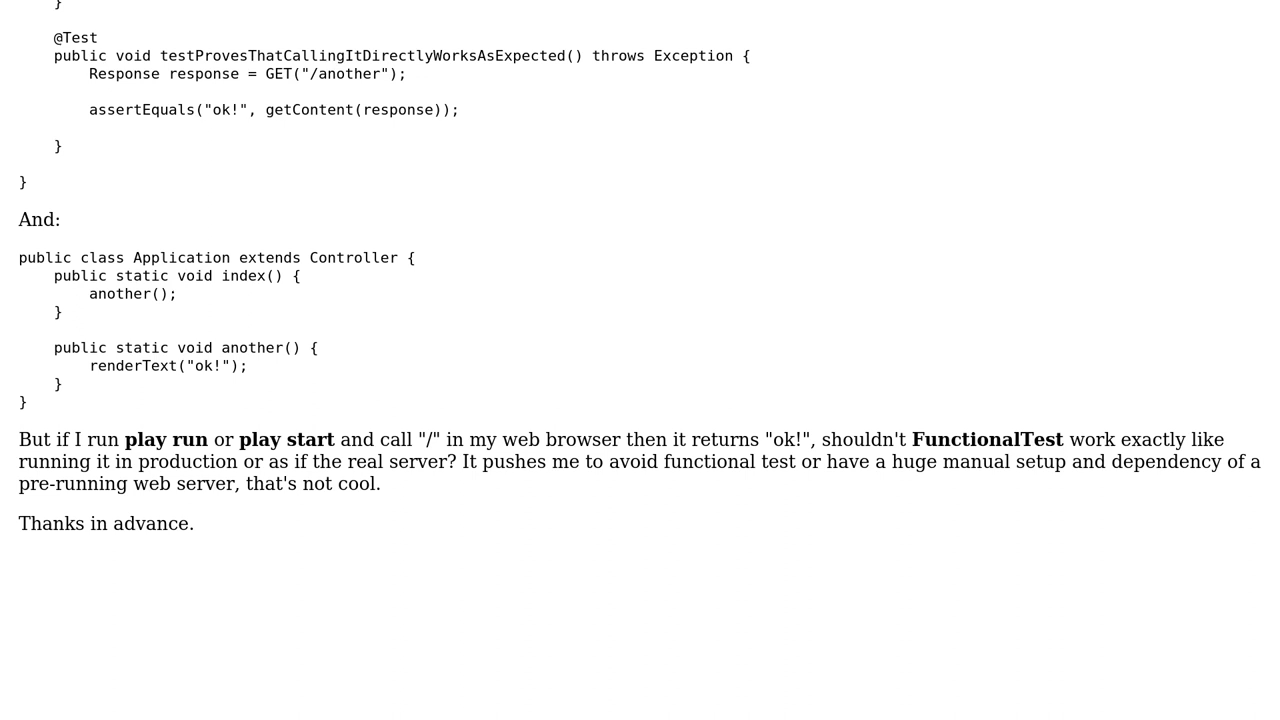 }
@Test
public void testProvesThatCallingItDirectlyWorksAsExpected() throws Exception {
Response response = GET("/another");
assertEquals("ok!", getContent(response));
}
}
And:
public class Application extends Controller {
public static void index() {
another();
}
public static void another() {
renderText("ok!");
}
}
But if I run play run or play start and call "/" in my web browser then it returns "ok!", shouldn't FunctionalTest work exactly like
running it in production or as if the real server? It pushes me to avoid functional test or have a huge manual setup and dependency of a
pre-running web server, that's not cool.
Thanks in advance.